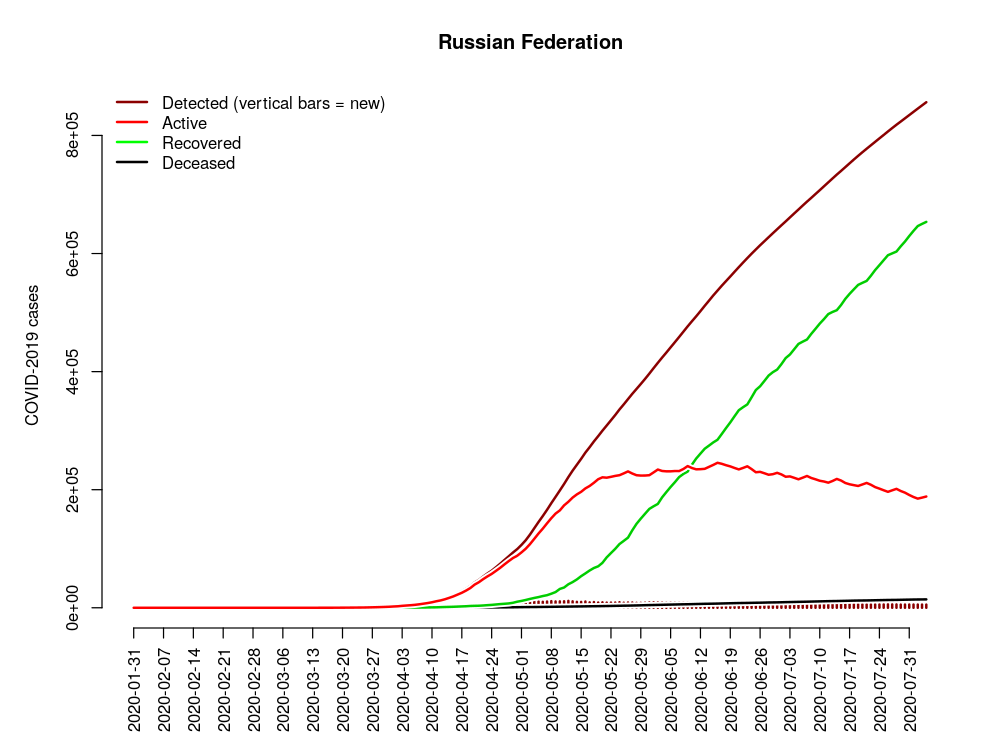 Russian Federation
Detected (vertical bars = new)
Active
Recovered
Deceased
COVID-2019 cases
8e+05
6e+05
4e+05
2e+05
0e+00
2020-01-31
2020-02-07
2020-02-14
2020-02-21
2020-02-28
2020-03-06
2020-03-13
2020-03-20
2020-03-27
2020-04-03
2020-04-10
2020-04-17
2020-04-24
2020-05-01
2020-05-08
2020-05-15
2020-05-22
2020-05-29
2020-06-05
2020-06-12
2020-06-19
2020-06-26
2020-07-03
2020-07-10
2020-07-17
2020-07-24
2020-07-31